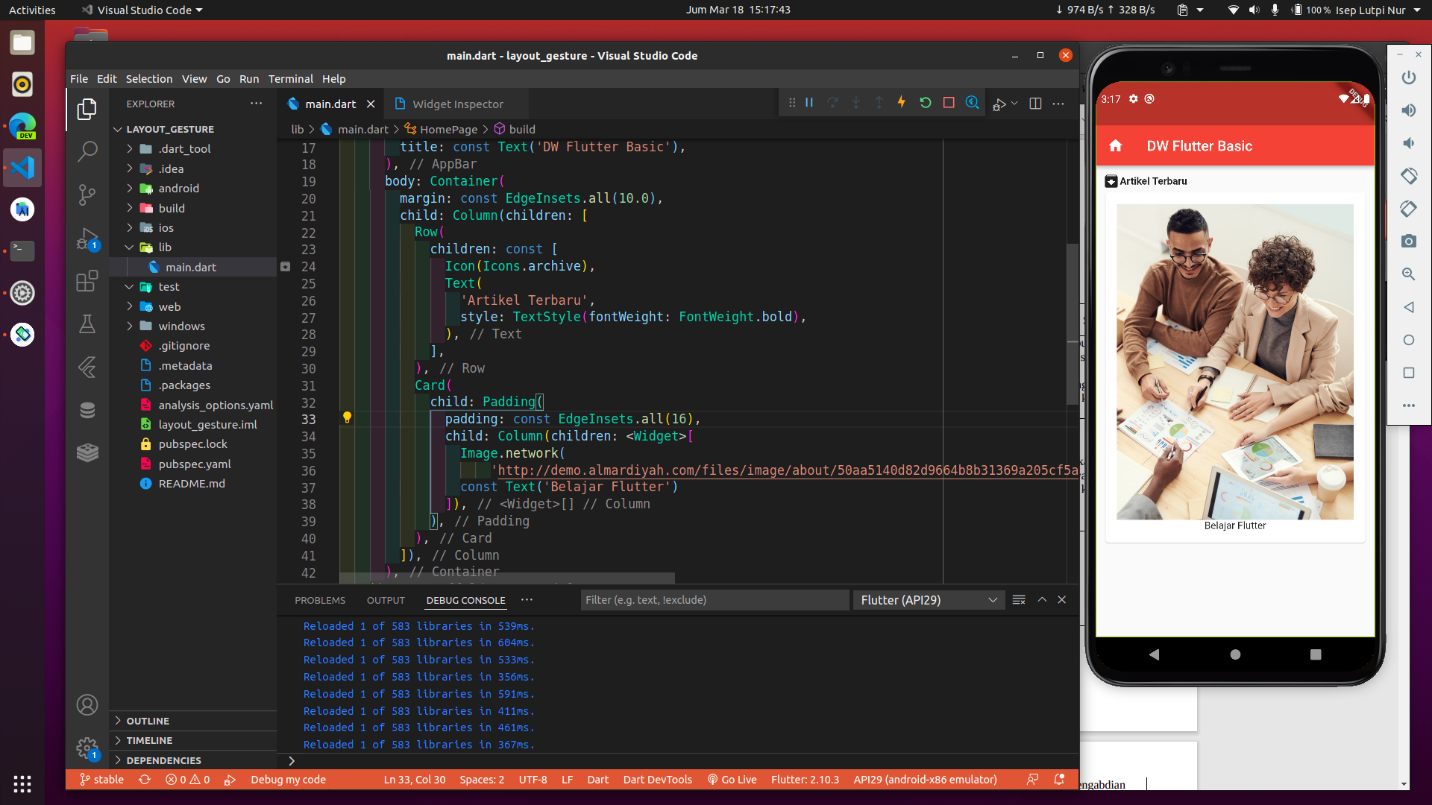 Activities
Visual Studio Code
Jum Mar 18 15:17:43
↓ 974 B/s ↑ 328 B/s
100 %
Isep Lutpi Nur
main.dart - layout_gesture - Visual Studio Code
File Edit Selection View Go Run Terminal Help
EXPLORER
main.dart
Widget Inspector
lib > main.dart > HomePage > build
LAYOUT_GESTURE
.dart_tool
.idea
android
build
ios
lib
main.dart
test
web
windows
.gitignore
.metadata
.packages
analysis_options.yaml
layout_gesture.iml
pubspec.lock
pubspec.yaml
README.md
OUTLINE
TIMELINE
DEPENDENCIES
1
1
DEV
17 title: const Text('DW Flutter Basic'),
18 ), // AppBar
19 body: Container(
20 margin: const EdgeInsets.all(10.0),
21 child: Column(children: [
22 Row(
23 children: const [
24 Icon(Icons.archive),
25 Text(
26 'Artikel Terbaru',
27 style: TextStyle(fontWeight: FontWeight.bold),
28 ), // Text
29 ],
30 ), // Row
31 Card(
32 child: Padding(
33 padding: const EdgeInsets.all(16),
34 child: Column(children: <Widget>[
35 Image.network(
36 'http://demo.almardiyah.com/files/image/about/50aa5140d82d9664b8b31369a205cf5a
37 const Text('Belajar Flutter')
38 ]), // <Widget>[] // Column
39 ), // Padding
40 ), // Card
41 ]), // Column
42 ), // Container
PROBLEMS OUTPUT DEBUG CONSOLE
Filter (e.g. text, !exclude)
Flutter (API29)
Reloaded 1 of 583 libraries in 539ms.
Reloaded 1 of 583 libraries in 604ms.
Reloaded 1 of 583 libraries in 533ms.
Reloaded 1 of 583 libraries in 356ms.
Reloaded 1 of 583 libraries in 591ms.
Reloaded 1 of 583 libraries in 411ms.
Reloaded 1 of 583 libraries in 461ms.
Reloaded 1 of 583 libraries in 367ms.
stable 0 0 Debug my code Ln 33, Col 30 Spaces: 2 UTF-8 LF Dart Dart DevTools Go Live Flutter: 2.10.3 API29 (android-x86 emulator)
3:17
DEBUG
DW Flutter Basic
Artikel Terbaru
Belajar Flutter
engabdian